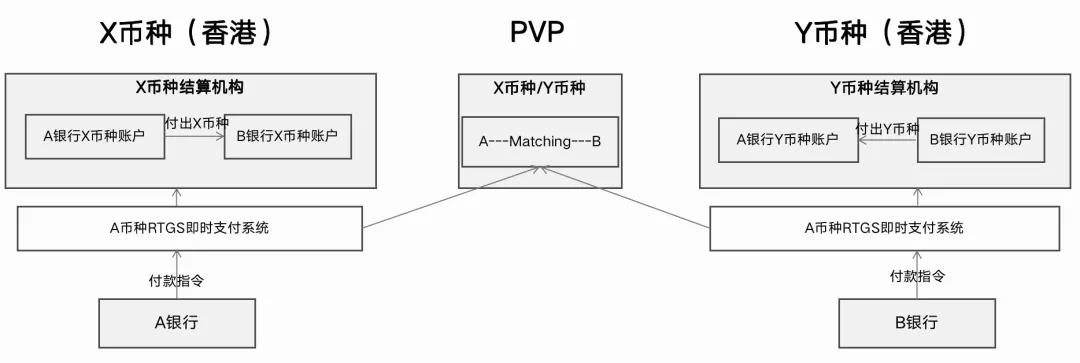 X币种（香港）
PVP
Y币种（香港）
X币种结算机构
A银行X币种账户
付出X币种
B银行X币种账户
X币种/Y币种
A---Matching---B
Y币种结算机构
A银行Y币种账户
付出Y币种
B银行Y币种账户
A币种RTGS即时支付系统
A币种RTGS即时支付系统
付款指令
付款指令
A银行
B银行